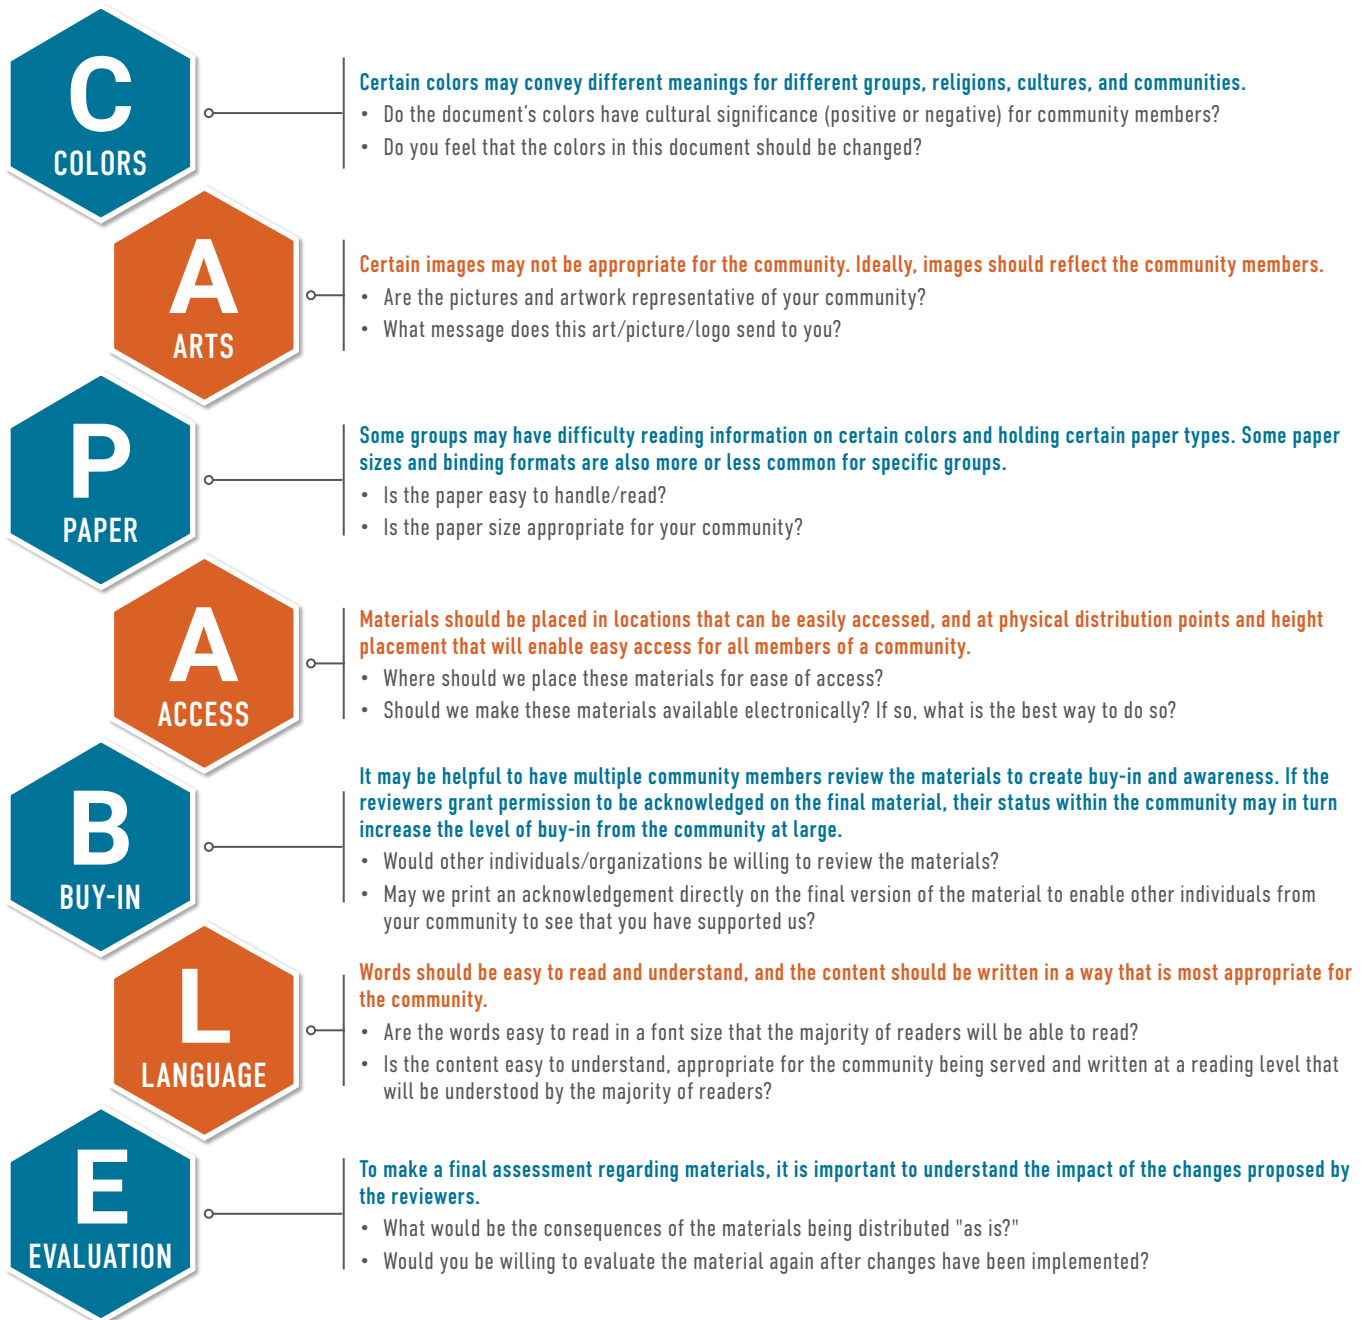 C
COLORS
Certain colors may convey different meanings for different groups, religions, cultures, and communities.
• Do the document's colors have cultural significance (positive or negative) for community members?
• Do you feel that the colors in this document should be changed?
A
ARTS
Certain images may not be appropriate for the community. Ideally, images should reflect the community members.
• Are the pictures and artwork representative of your community?
• What message does this art/picture/logo send to you?
P
PAPER
Some groups may have difficulty reading information on certain colors and holding certain paper types. Some paper
sizes and binding formats are also more or less common for specific groups.
• Is the paper easy to handle/read?
• Is the paper size appropriate for your community?
A
ACCESS
Materials should be placed in locations that can be easily accessed, and at physical distribution points and height
placement that will enable easy access for all members of a community.
• Where should we place these materials for ease of access?
• Should we make these materials available electronically? If so, what is the best way to do so?
B
BUY-IN
It may be helpful to have multiple community members review the materials to create buy-in and awareness. If the
reviewers grant permission to be acknowledged on the final material, their status within the community may in turn
increase the level of buy-in from the community at large.
• Would other individuals/organizations be willing to review the materials?
• May we print an acknowledgement directly on the final version of the material to enable other individuals from
your community to see that you have supported us?
L
LANGUAGE
Words should be easy to read and understand, and the content should be written in a way that is most appropriate for
the community.
• Are the words easy to read in a font size that the majority of readers will be able to read?
• Is the content easy to understand, appropriate for the community being served and written at a reading level that
will be understood by the majority of readers?
E
EVALUATION
To make a final assessment regarding materials, it is important to understand the impact of the changes proposed by
the reviewers.
• What would be the consequences of the materials being distributed "as is?"
• Would you be willing to evaluate the material again after changes have been implemented?